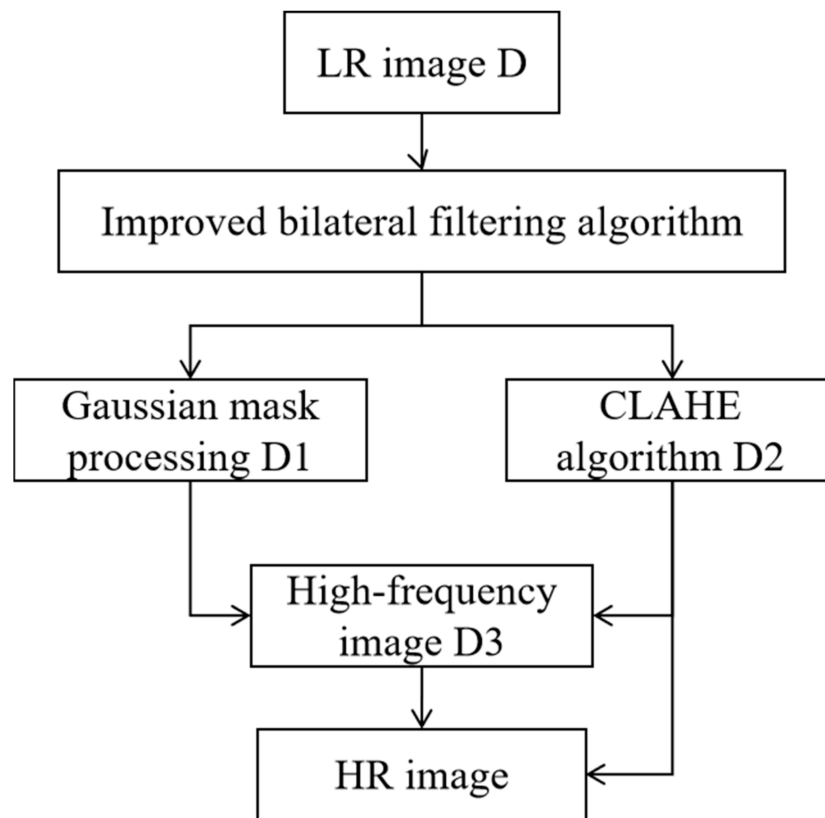 LR image D
Improved bilateral filtering algorithm
Gaussian mask
processing D1
CLAHE
algorithm D2
High-frequency
image D3
HR image